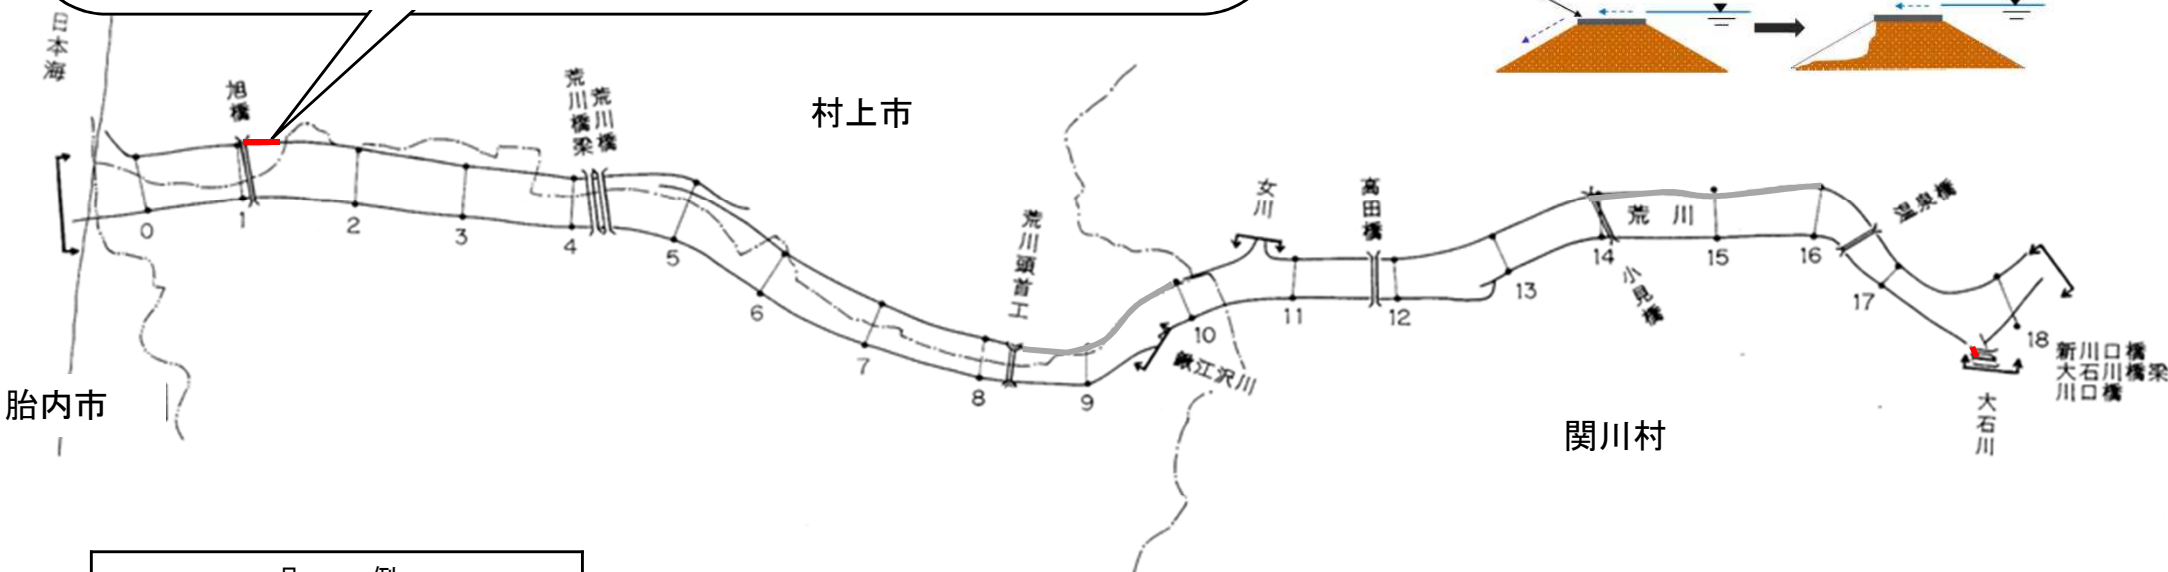 日本海
旭橋
荒川橋梁
荒川橋
村上市
荒川頭首工
女川
高田橋
荒川
温泉橋
小見橋
鍬江沢川
0
1
2
3
4
5
6
7
8
9
10
11
12
13
14
15
16
17
18
新川口橋
大石川橋梁
川口橋
大石川
胎内市
関川村
凡例